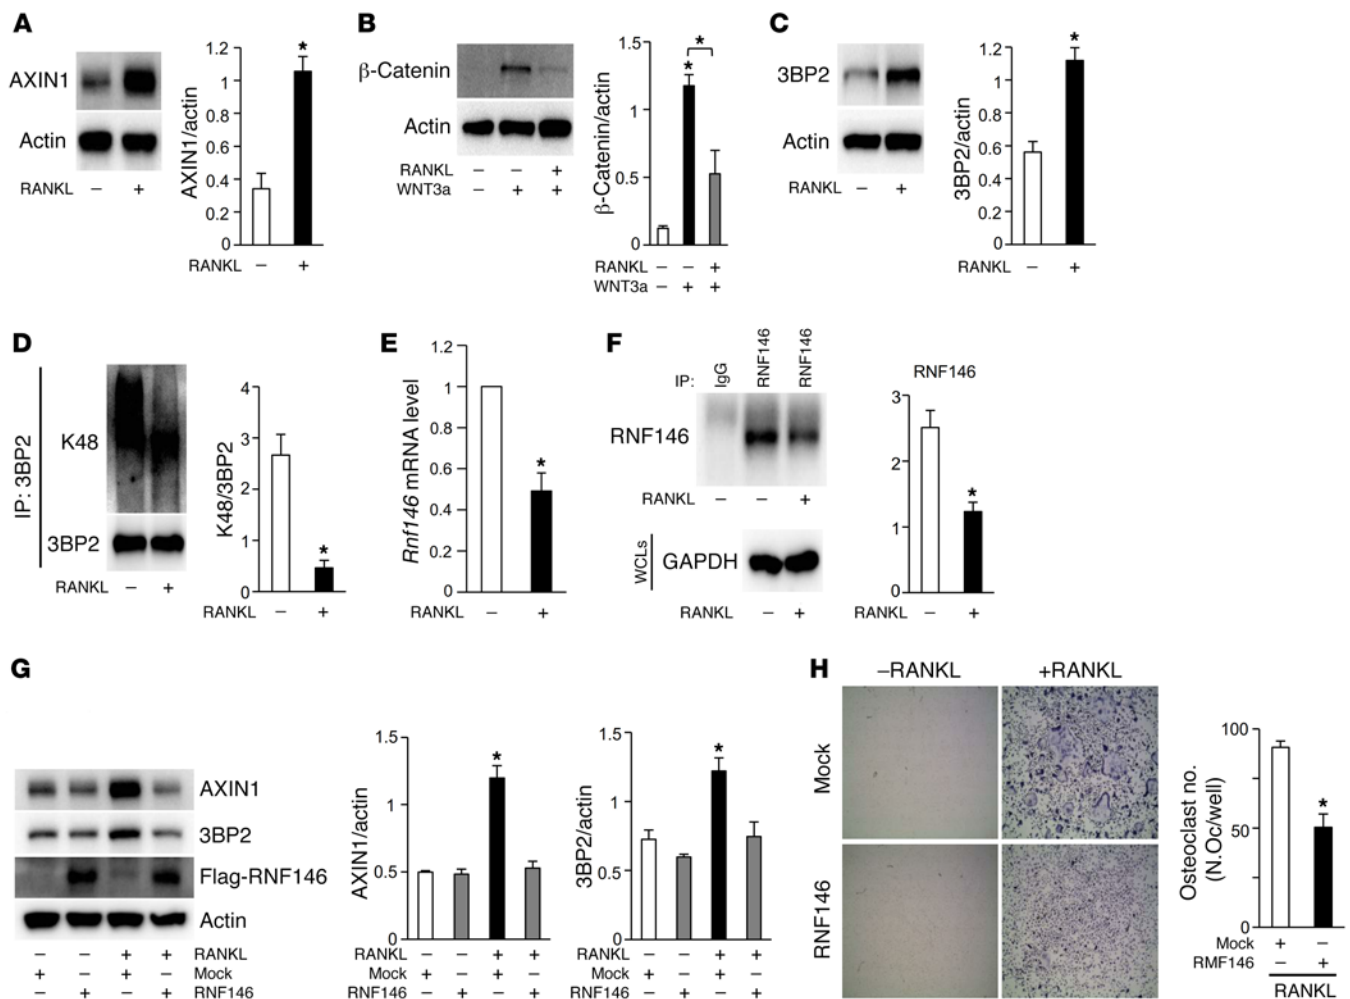 A
AXIN1
Actin
RANKL – +
AXIN1/actin
1.2
1
0.8
0.6
0.4
0.2
0
*
RANKL – +
B
β-Catenin
Actin
RANKL – – +
WNT3a – + +
β-Catenin/actin
1.5
1
0.5
0
*
*
RANKL – – +
WNT3a – + +
C
3BP2
Actin
RANKL – +
3BP2/actin
1.2
1
0.8
0.6
0.4
0.2
0
*
RANKL – +
D
IP: 3BP2
K48
3BP2
RANKL – +
K48/3BP2
4
3
2
1
0
*
RANKL – +
E
Rnf146 mRNA level
1.2
1
0.8
0.6
0.4
0.2
0
*
RANKL – +
F
IP: IgG RNF146 RNF146
RNF146
RANKL – – +
WCLs
GAPDH
RANKL – +
RNF146
3
2
1
0
*
RANKL – +
G
AXIN1
3BP2
Flag-RNF146
Actin
– – + + RANKL
+ – + – Mock
– + – + RNF146
AXIN1/actin
1.5
1
0.5
0
*
RANKL – – + +
Mock + – + –
RNF146 – + – +
3BP2/actin
1.5
1
0.5
0
*
RANKL – – + +
Mock + – + –
RNF146 – + – +
H
–RANKL +RANKL
Mock
RNF146
Osteoclast no.
(N.Oc/well)
100
50
0
*
Mock + –
RMF146 – +
RANKL